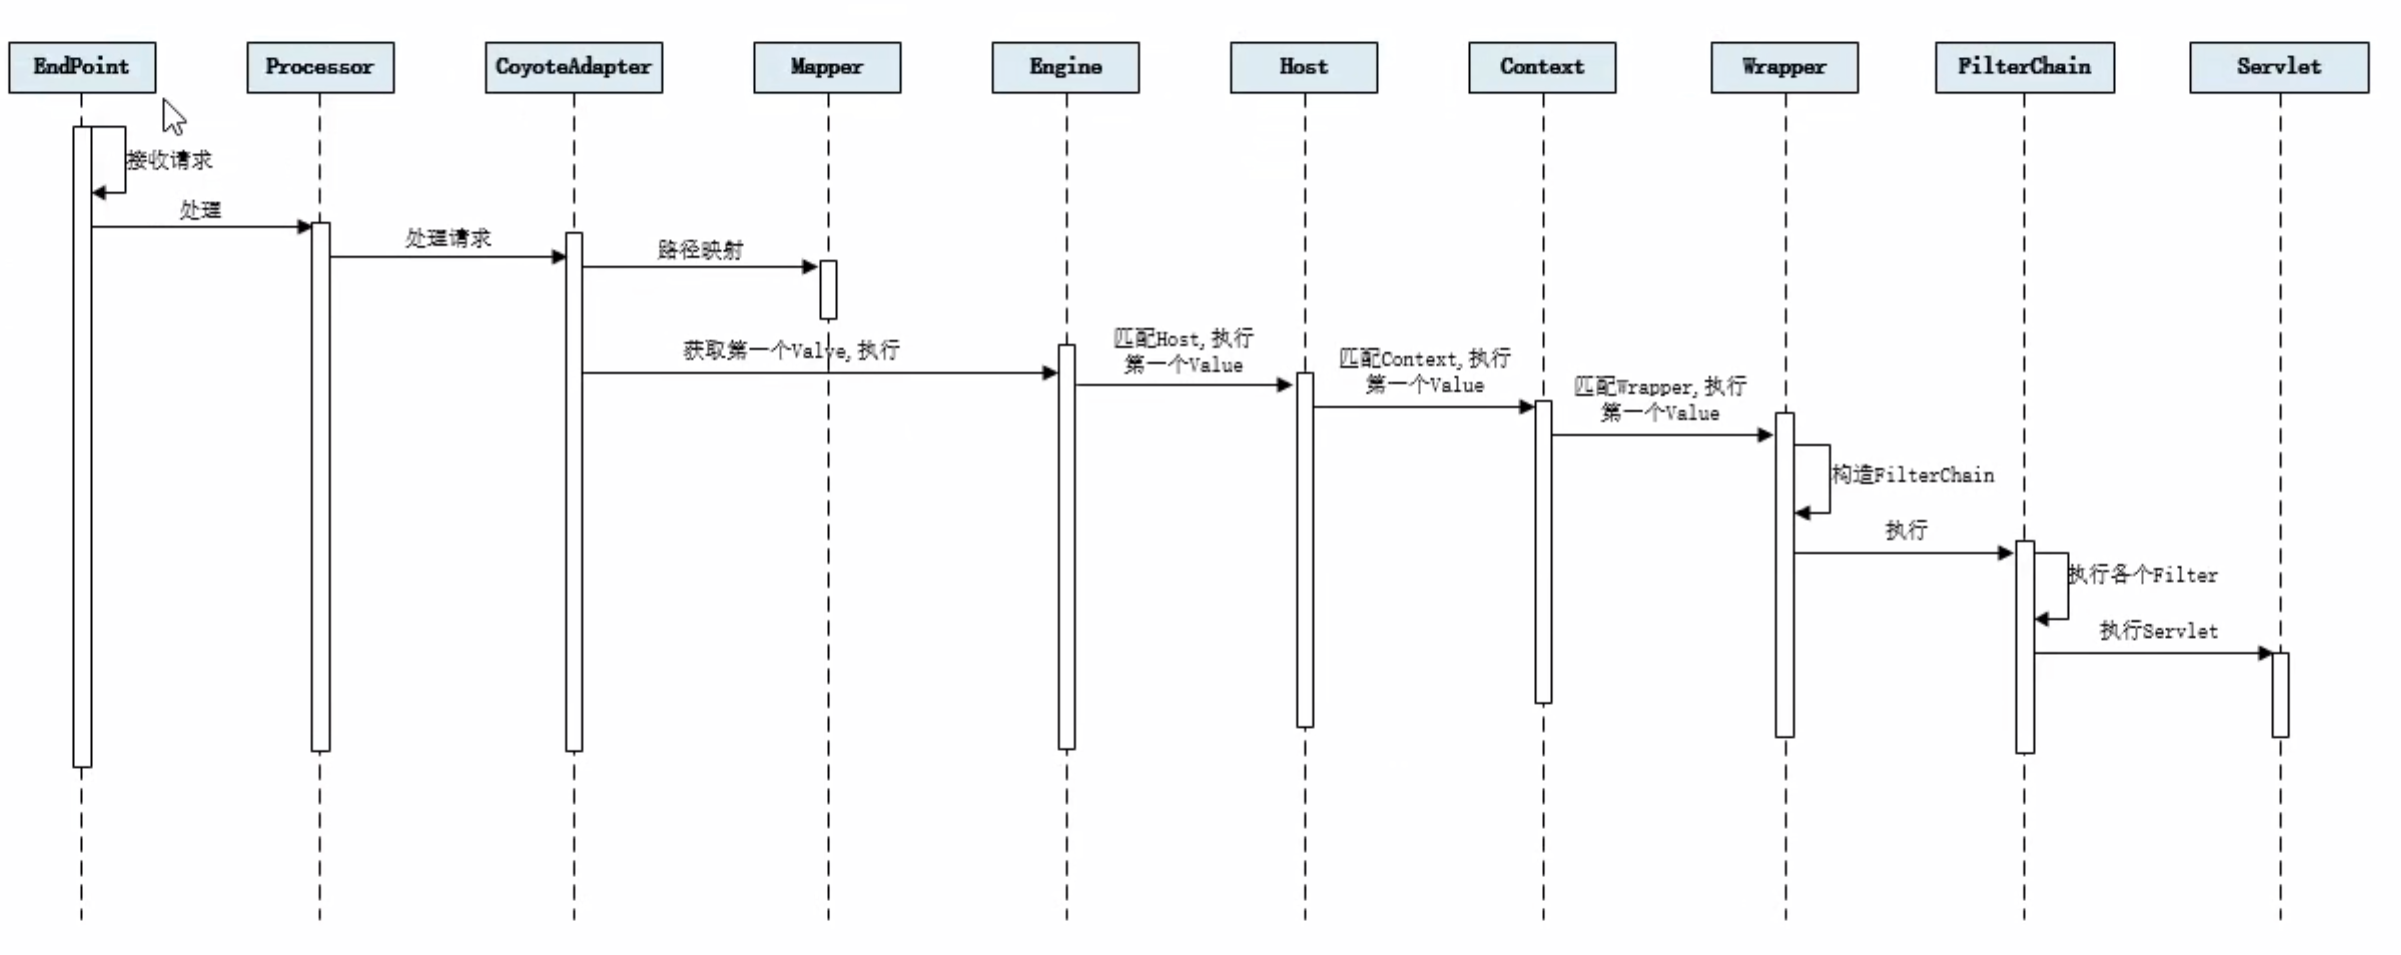 EndPoint
Processor
CoyoteAdapter
Mapper
Engine
Host
Context
Wrapper
FilterChain
Servlet
接收请求
处理
处理请求
路径映射
获取第一个Valve,执行
匹配Host,执行
第一个Value
匹配Context,执行
第一个Value
匹配Wrapper,执行
第一个Value
构造FilterChain
执行
执行各个Filter
执行Servlet